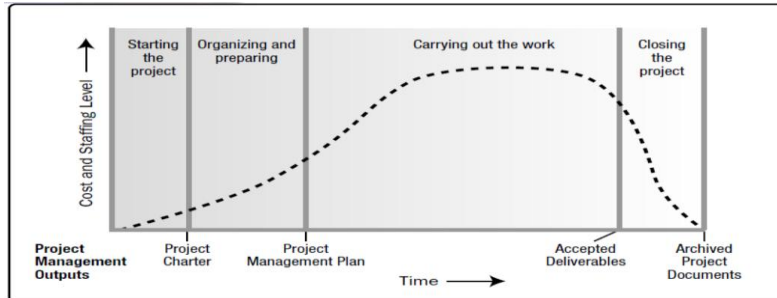 Starting
the
project
Organizing and
preparing
Carrying out the work
Closing
the
project
Cost and Staffing Level
Project
Management
Outputs
Project
Charter
Project
Management Plan
Time
Accepted
Deliverables
Archived
Project
Documents